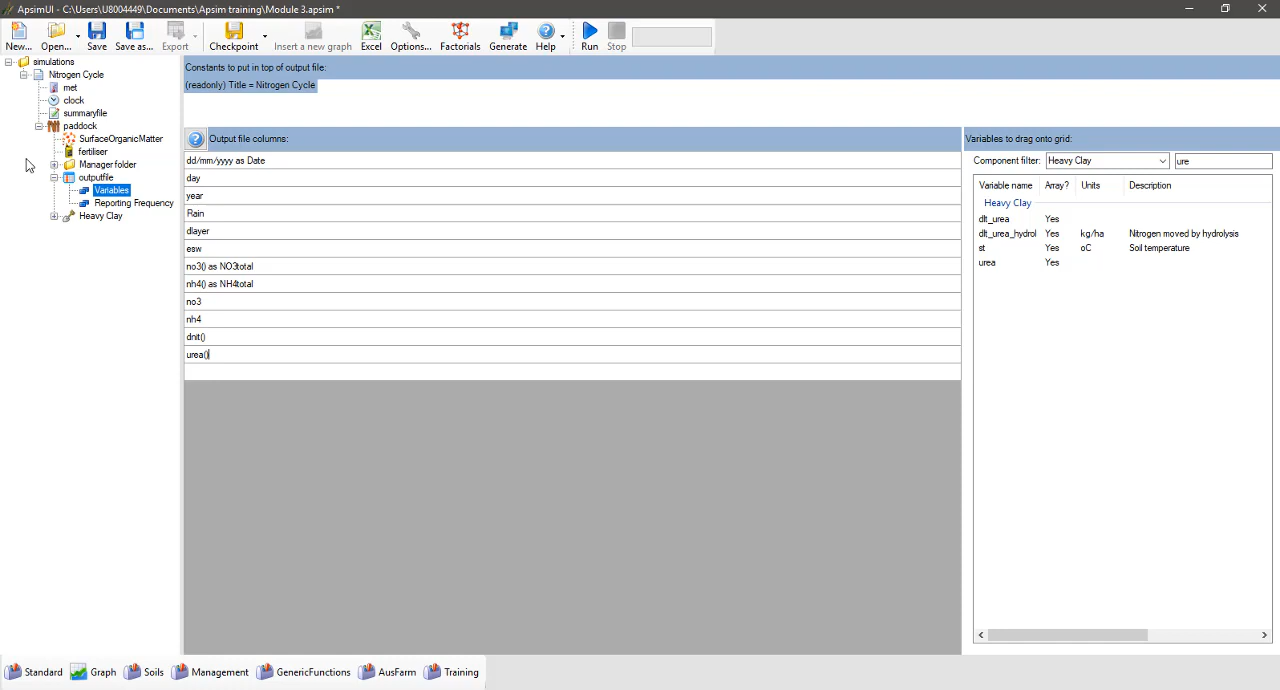 ApsimUI - C:\Users\U8004449\Documents\Apsim training\Module 3.apsim *
New... Open... Save Save as... Export Checkpoint Insert a new graph Excel Options... Factorials Generate Help Run Stop
simulations
Nitrogen Cycle
met
clock
summaryfile
paddock
SurfaceOrganicMatter
fertiliser
Manager folder
outputfile
Variables
Reporting Frequency
Heavy Clay
Constants to put in top of output file:
(readonly) Title = Nitrogen Cycle
Output file columns:
dd/mm/yyyy as Date
day
year
Rain
dlayer
esw
no3() as NO3total
nh4() as NH4total
no3
nh4
dnit()
urea()
Variables to drag onto grid:
Component filter: Heavy Clay ure
Variable name Array? Units Description
Heavy Clay
dlt_urea Yes
dlt_urea_hydrol Yes kg/ha Nitrogen moved by hydrolysis
st Yes oC Soil temperature
urea Yes
Standard Graph Soils Management GenericFunctions AusFarm Training